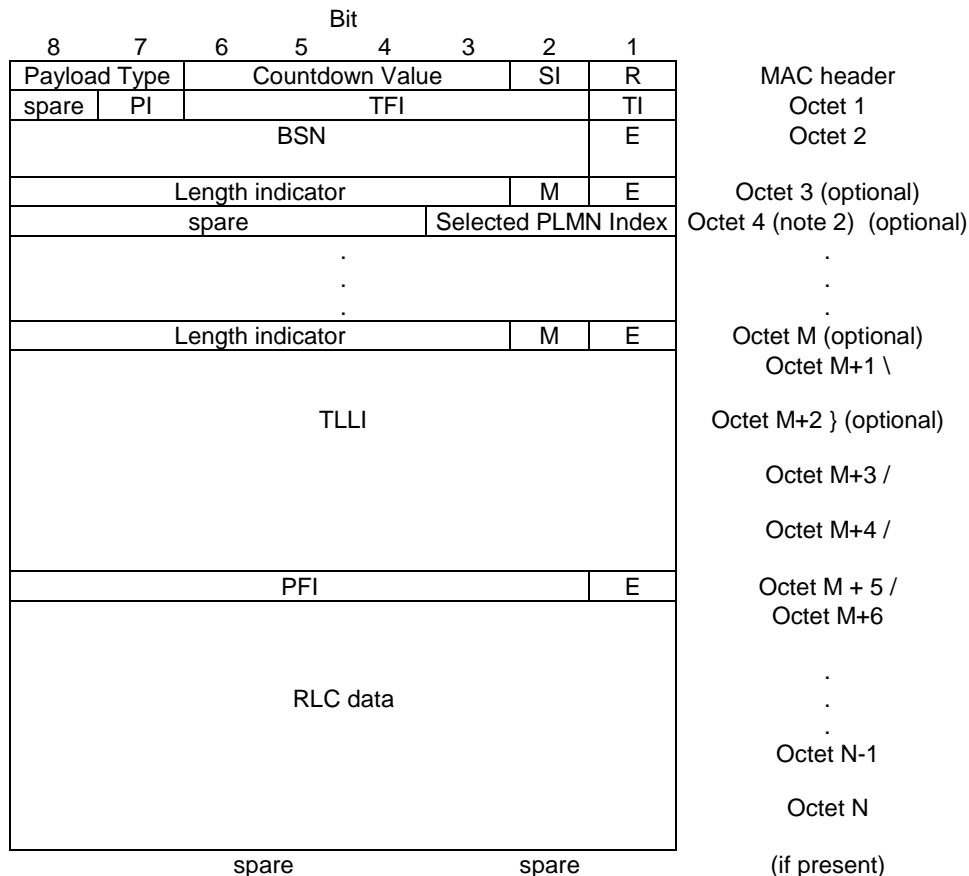 Bit
8 7 6 5 4 3 2 1
Payload Type Countdown Value SI R MAC header
spare PI TFI TI Octet 1
BSN E Octet 2
Length indicator M E Octet 3 (optional)
spare Selected PLMN Index Octet 4 (note 2) (optional)
. .
. .
. .
Length indicator M E Octet M (optional)
Octet M+1 \
TLLI Octet M+2 } (optional)
Octet M+3 /
Octet M+4 /
PFI E Octet M + 5 /
Octet M+6
.
RLC data .
.
Octet N-1
Octet N
spare spare (if present)